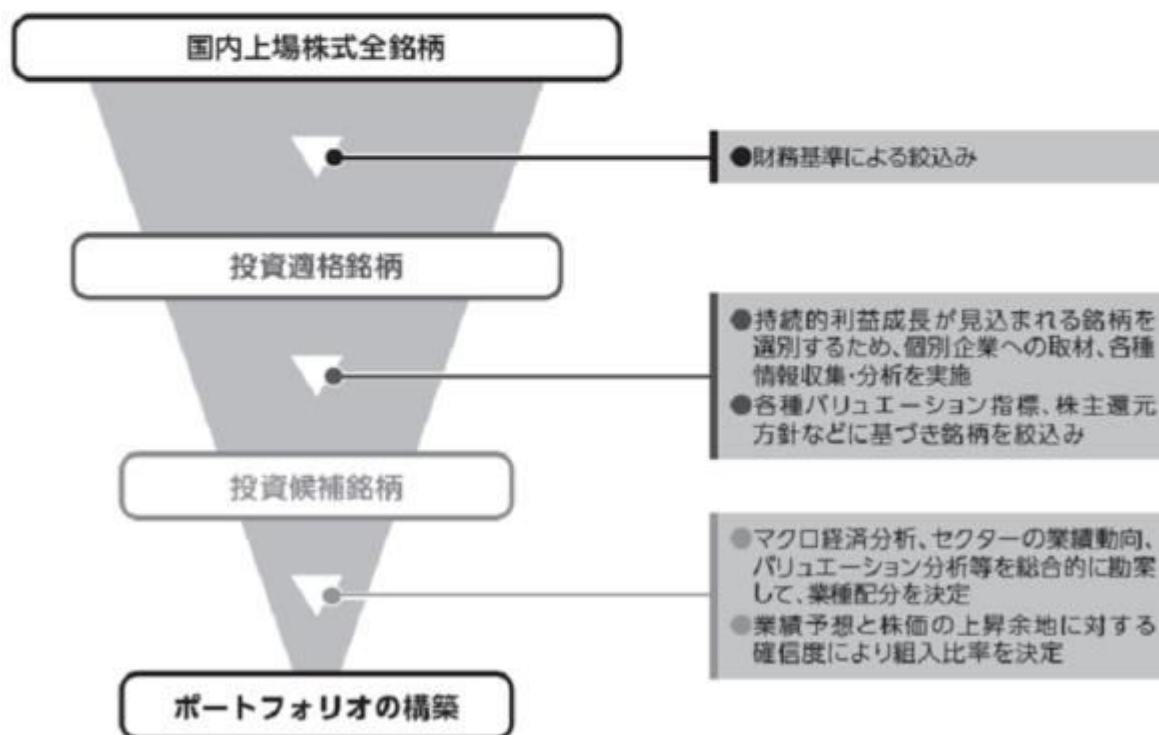 国内上場株式全銘柄
●財務基準による絞込み
投資適格銘柄
●持続的利益成長が見込まれる銘柄を
選別するため、個別企業への取材、各種
情報収集・分析を実施
●各種バリュエーション指標、株主還元
方針などに基づき銘柄を絞込み
投資候補銘柄
●マクロ経済分析、セクターの業績動向、
バリュエーション分析等を総合的に勘案
して、業種配分を決定
●業績予想と株価の上昇余地に対する
確信度により組入比率を決定
ポートフォリオの構築